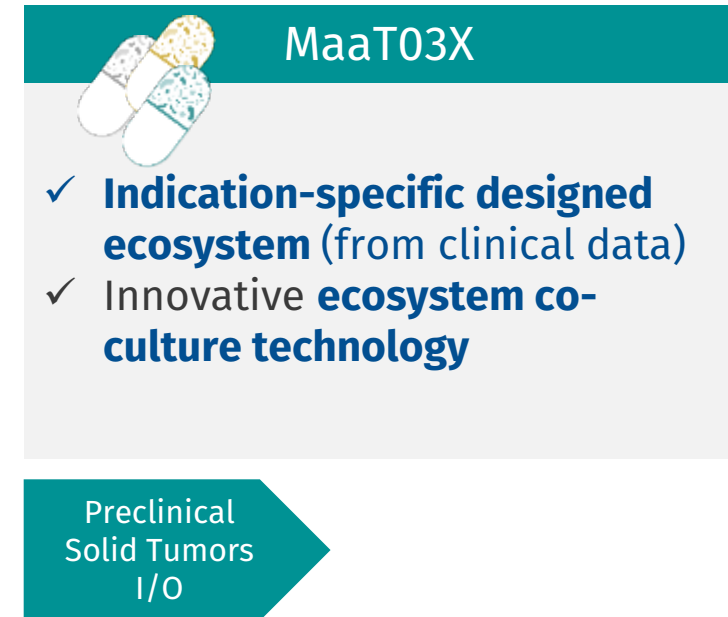 MaaT03X
✓ Indication-specific designed
ecosystem (from clinical data)
✓ Innovative ecosystem co-
culture technology
Preclinical
Solid Tumors
I/O